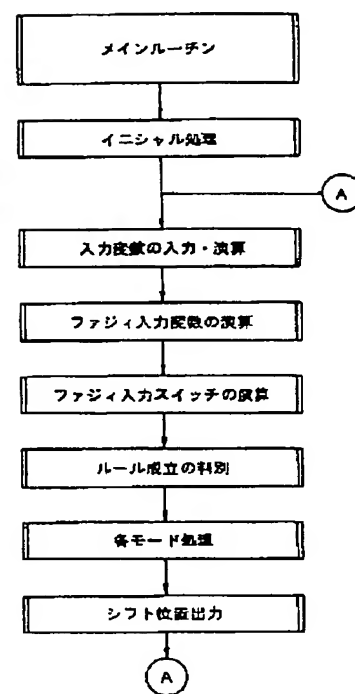 メインルーチン
イニシャル処理
A
入力変数の入力・演算
ファジィ入力変数の演算
ファジィ入力スイッチの演算
ルール成立の判別
各モード処理
シフト位置出力
A